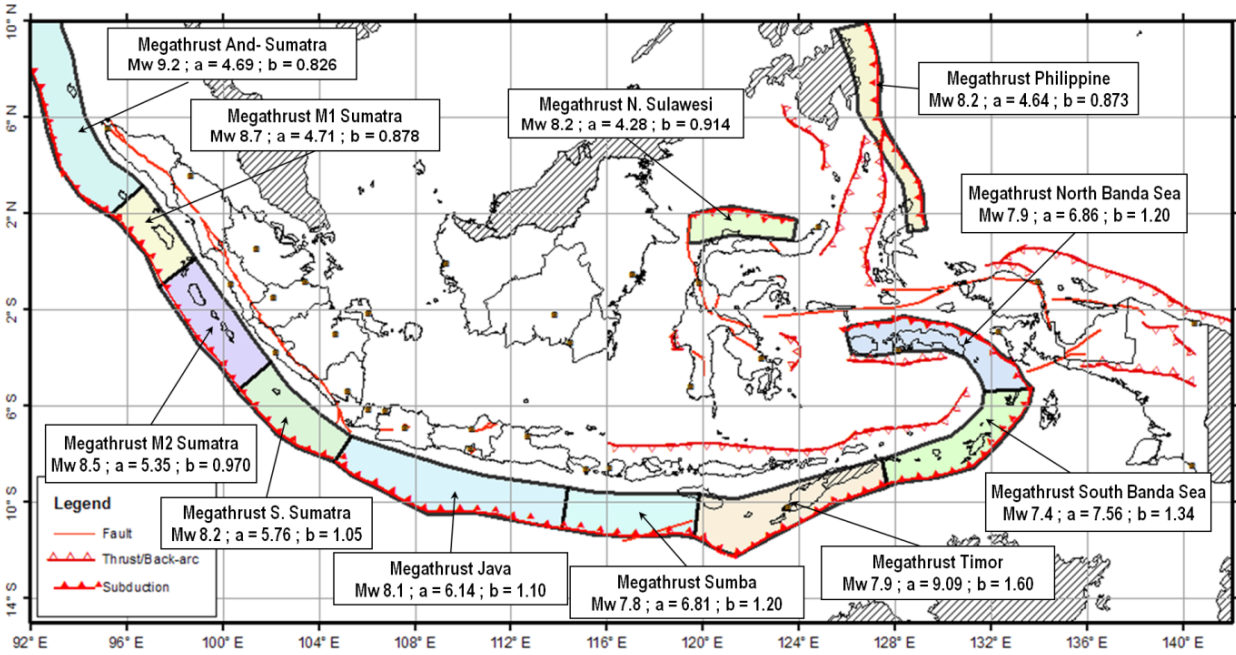 10° N
6° N
2° N
2° S
6° S
10° S
14° S
Megathrust And- Sumatra
Mw 9.2 ; a = 4.69 ; b = 0.826
Megathrust M1 Sumatra
Mw 8.7 ; a = 4.71 ; b = 0.878
Megathrust N. Sulawesi
Mw 8.2 ; a = 4.28 ; b = 0.914
Megathrust Philippine
Mw 8.2 ; a = 4.64 ; b = 0.873
Megathrust North Banda Sea
Mw 7.9 ; a = 6.86 ; b = 1.20
Megathrust M2 Sumatra
Mw 8.5 ; a = 5.35 ; b = 0.970
Megathrust S. Sumatra
Mw 8.2 ; a = 5.76 ; b = 1.05
Megathrust Java
Mw 8.1 ; a = 6.14 ; b = 1.10
Megathrust Sumba
Mw 7.8 ; a = 6.81 ; b = 1.20
Megathrust Timor
Mw 7.9 ; a = 9.09 ; b = 1.60
Megathrust South Banda Sea
Mw 7.4 ; a = 7.56 ; b = 1.34
Legend
Fault
Thrust/Back-arc
Subduction
92° E
96° E
100° E
104° E
108° E
112° E
116° E
120° E
124° E
128° E
132° E
136° E
140° E